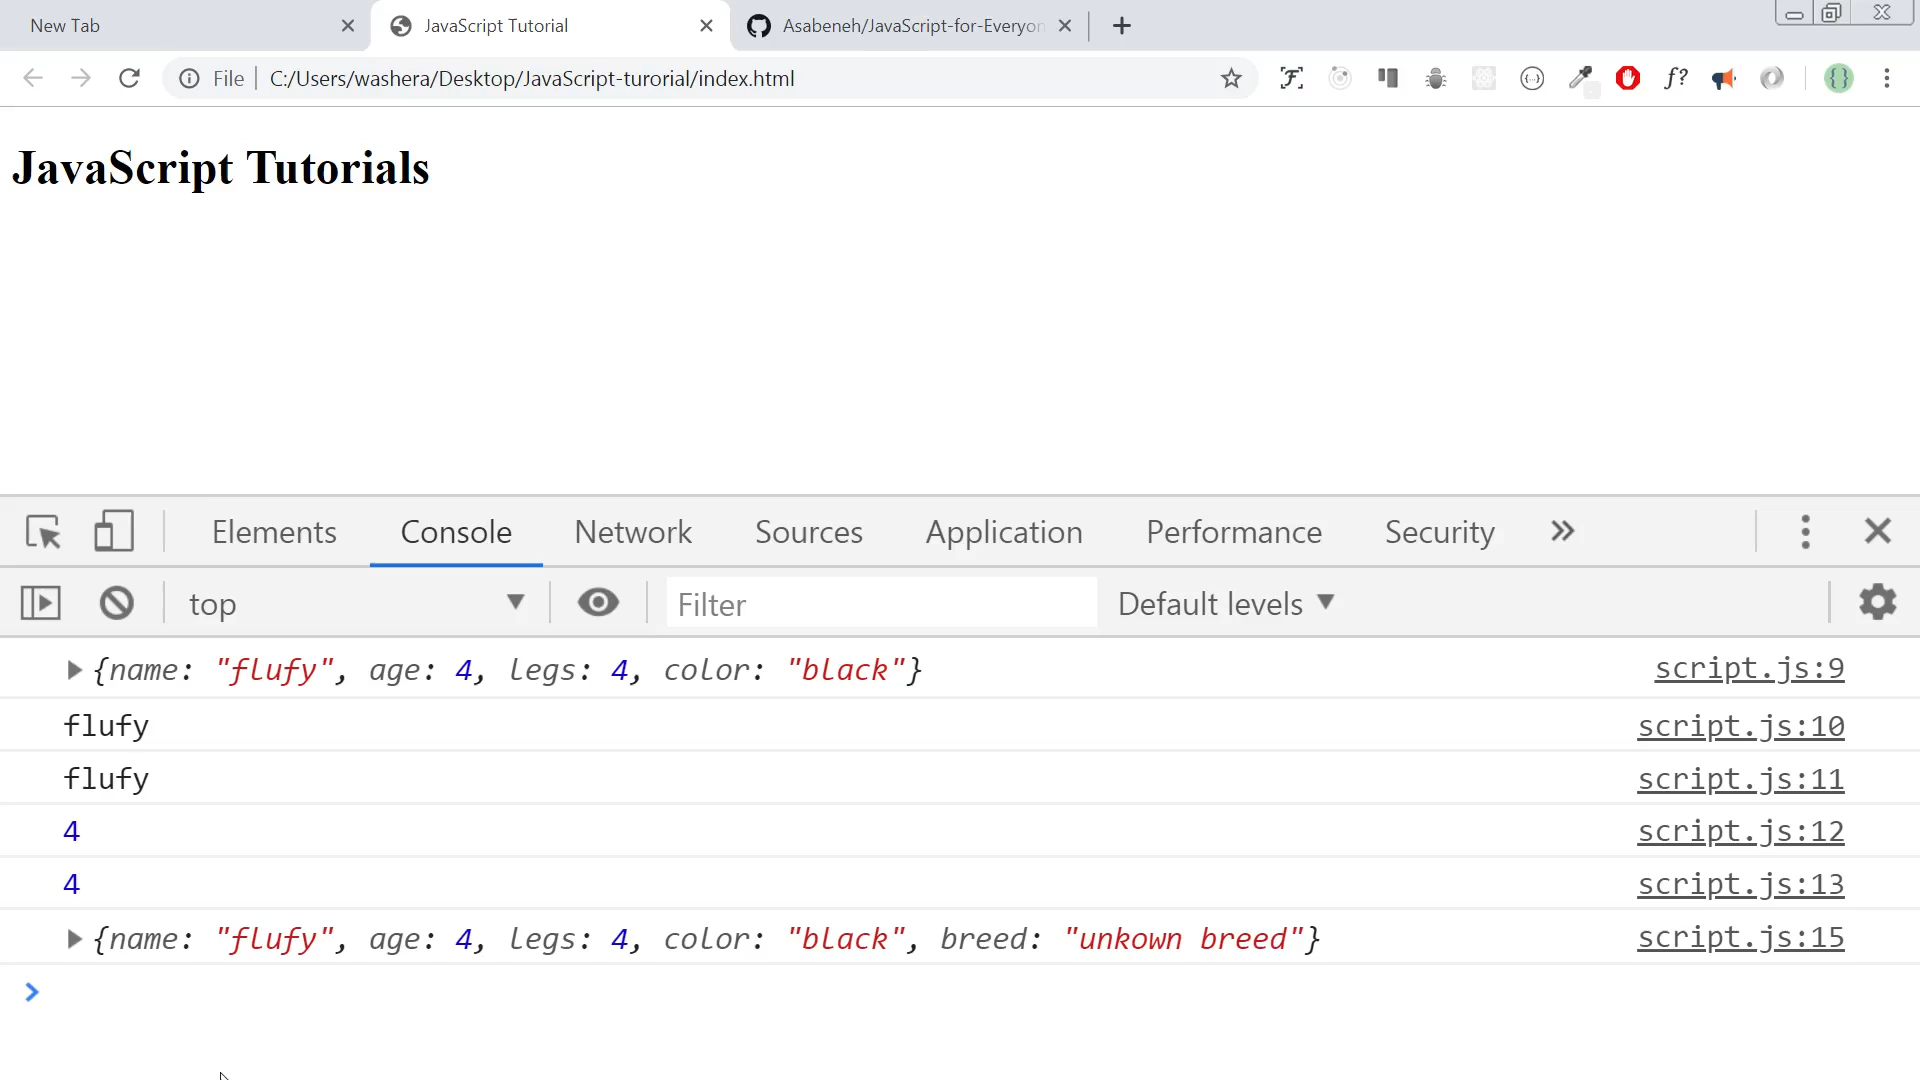 New Tab
JavaScript Tutorial
Asabeneh/JavaScript-for-Everyon
File
C:/Users/washera/Desktop/JavaScript-turorial/index.html
JavaScript Tutorials
Elements Console Network Sources Application Performance Security
top Filter Default levels
{name: "flufy", age: 4, legs: 4, color: "black"} script.js:9
flufy script.js:10
flufy script.js:11
4 script.js:12
4 script.js:13
{name: "flufy", age: 4, legs: 4, color: "black", breed: "unkown breed"} script.js:15